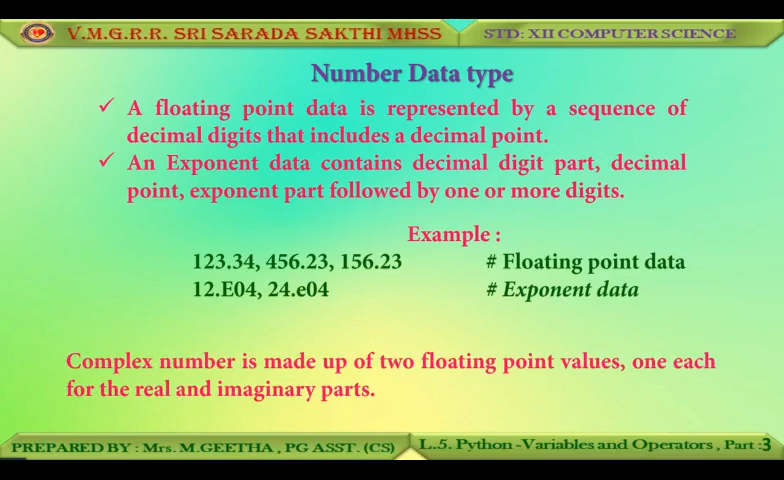 V.M.G.R.R. SRI SARADA SAKTHI MHSS STD: XII COMPUTER SCIENCE
Number Data type
✓ A floating point data is represented by a sequence of
decimal digits that includes a decimal point.
✓ An Exponent data contains decimal digit part, decimal
point, exponent part followed by one or more digits.
Example :
123.34, 456.23, 156.23 # Floating point data
12.E04, 24.e04 # Exponent data
Complex number is made up of two floating point values, one each
for the real and imaginary parts.
PREPARED BY : Mrs. M.GEETHA , PG ASST. (CS) L.5. Python -Variables and Operators , Part :3